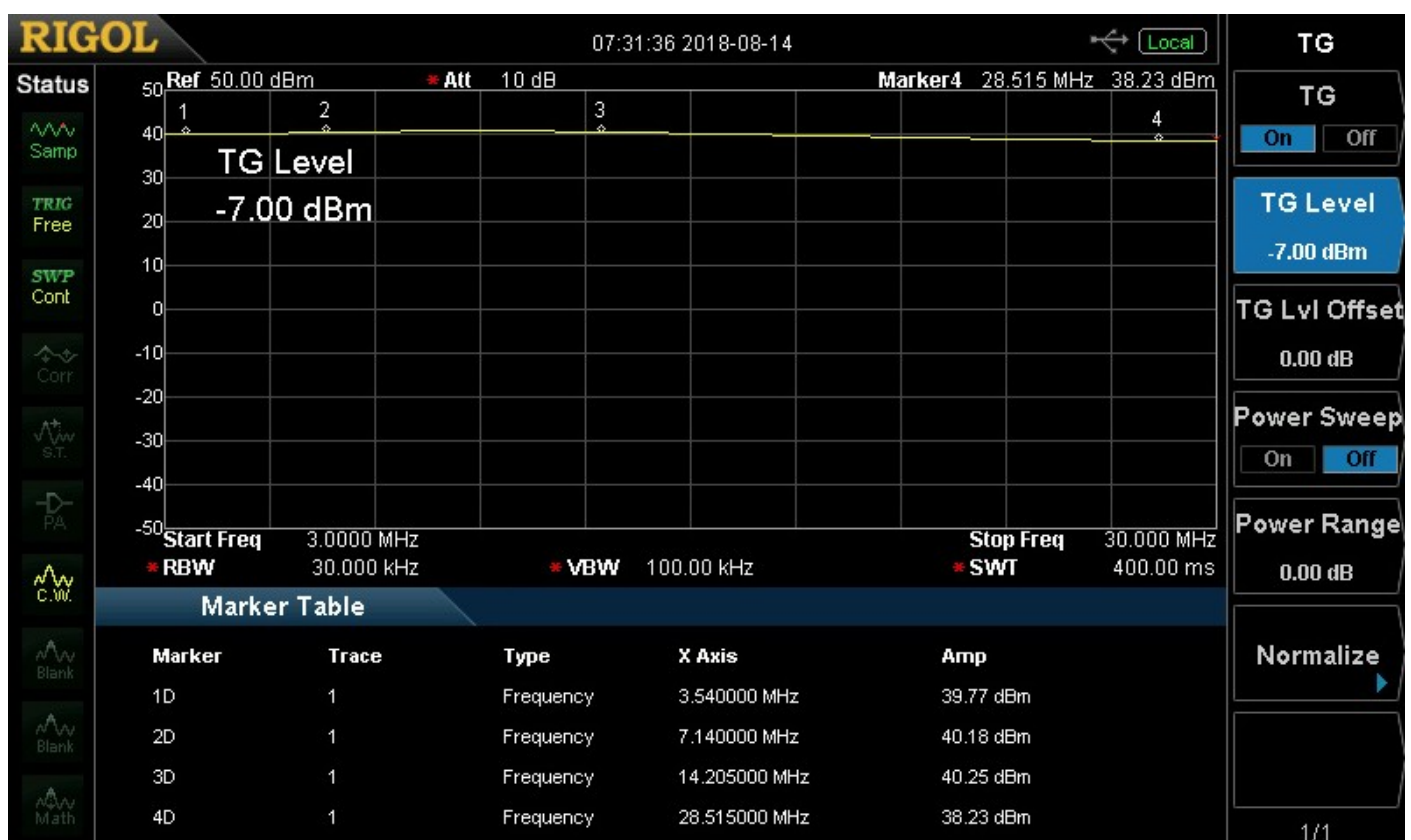 RIGOL
07:31:36 2018-08-14
Local
Status
Samp
TRIG
Free
SWP
Cont
Corr
S.T.
PA
C.W.
Blank
Blank
Math
Ref 50.00 dBm * Att 10 dB Marker4 28.515 MHz 38.23 dBm
50
40
30
20
10
0
-10
-20
-30
-40
-50
1 2 3 4
TG Level
-7.00 dBm
Start Freq 3.0000 MHz Stop Freq 30.000 MHz
* RBW 30.000 kHz * VBW 100.00 kHz * SWT 400.00 ms
Marker Table
Marker Trace Type X Axis Amp
1D 1 Frequency 3.540000 MHz 39.77 dBm
2D 1 Frequency 7.140000 MHz 40.18 dBm
3D 1 Frequency 14.205000 MHz 40.25 dBm
4D 1 Frequency 28.515000 MHz 38.23 dBm
TG
TG
On Off
TG Level
-7.00 dBm
TG Lvl Offset
0.00 dB
Power Sweep
On Off
Power Range
0.00 dB
Normalize
1/1